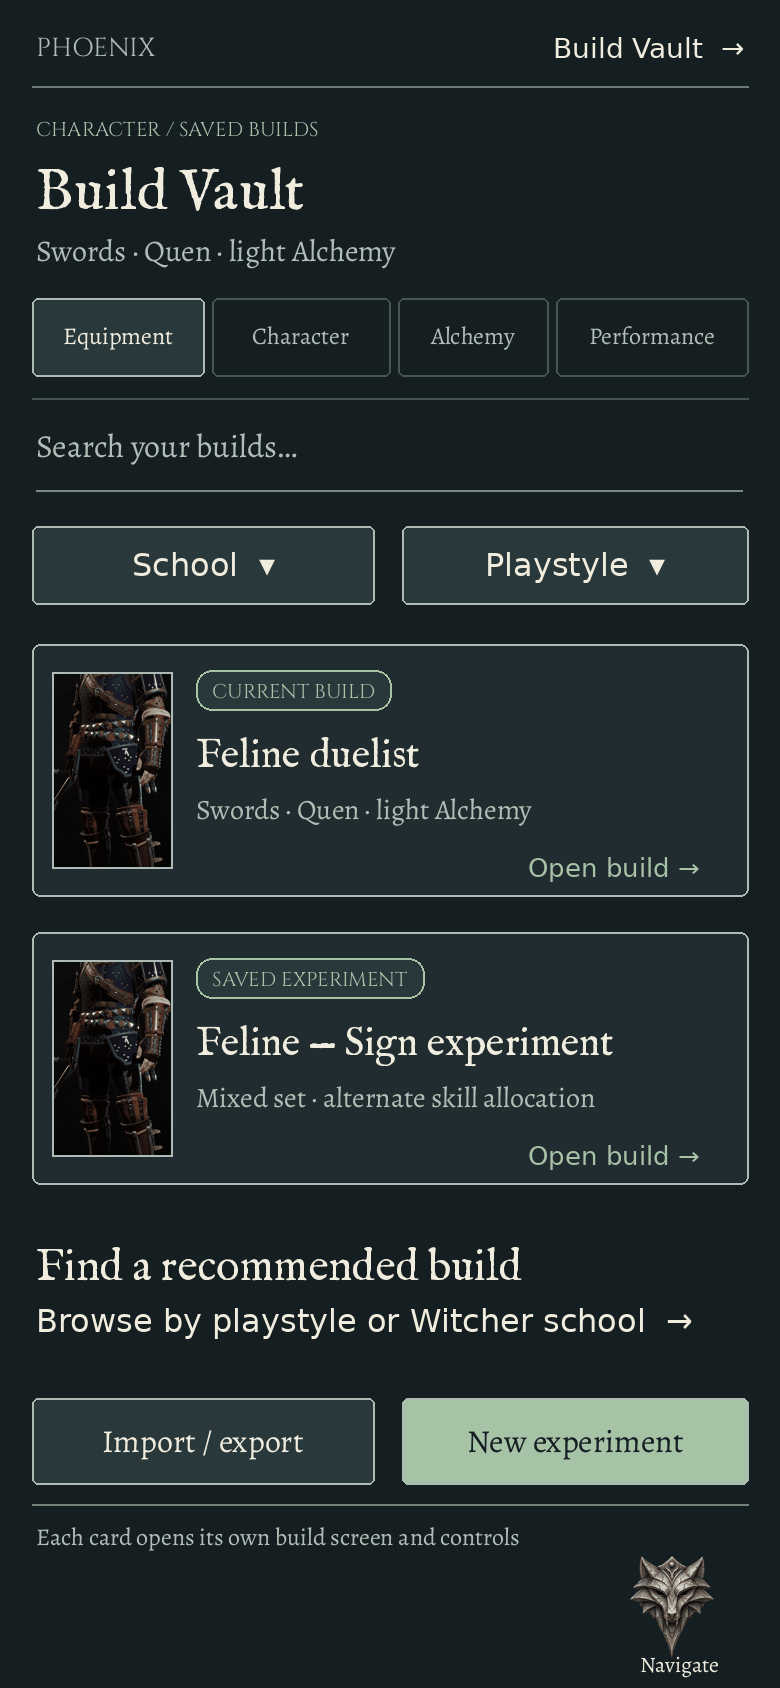 PHOENIX
Build Vault →
CHARACTER / SAVED BUILDS
Build Vault
Swords · Quen · light Alchemy
Equipment
Character
Alchemy
Performance
Search your builds...
School ▼
Playstyle ▼
CURRENT BUILD
Feline duelist
Swords · Quen · light Alchemy
Open build →
SAVED EXPERIMENT
Feline — Sign experiment
Mixed set · alternate skill allocation
Open build →
Find a recommended build
Browse by playstyle or Witcher school →
Import / export
New experiment
Each card opens its own build screen and controls
Navigate